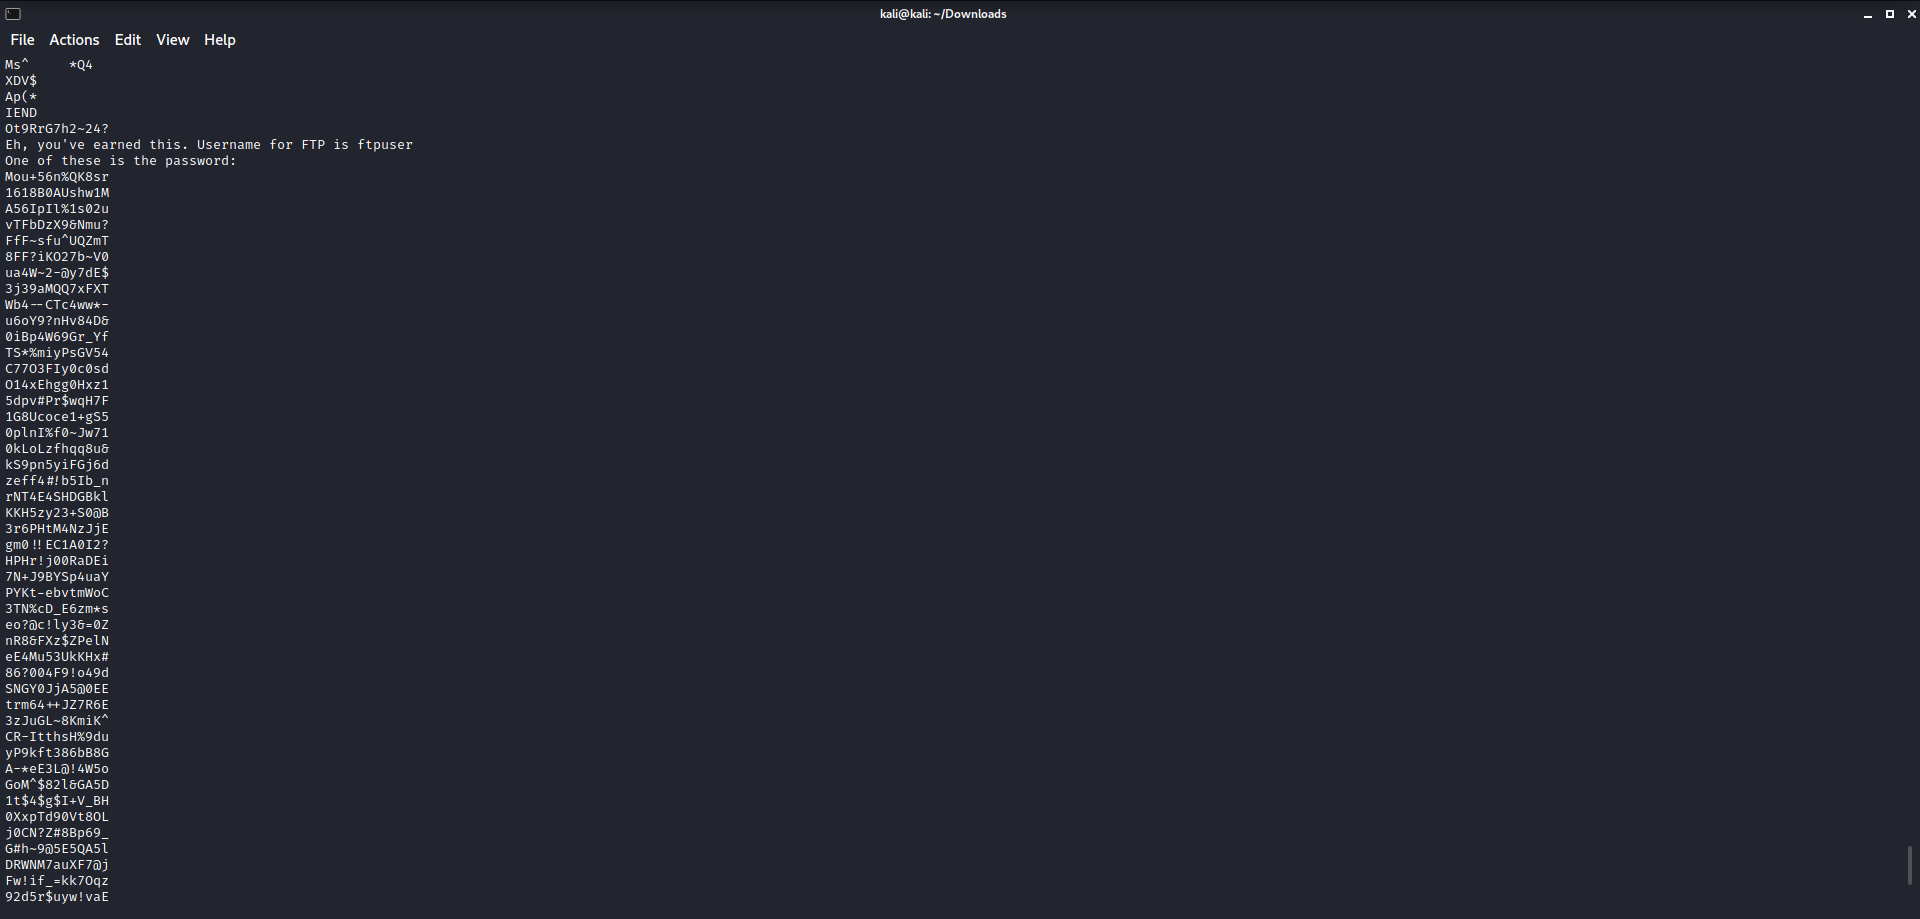 kali@kali: ~/Downloads
File Actions Edit View Help
Ms^     *Q4
XDV$
Ap(*
IEND
Ot9RrG7h2~24?
Eh, you've earned this. Username for FTP is ftpuser
One of these is the password:
Mou+56n%QK8sr
1618B0AUshw1M
A56IpIl%1s02u
vTFbDzX9&Nmu?
FfF~sfu^UQZmT
8FF?iKO27b~V0
ua4W~2-@y7dE$
3j39aMQQ7xFXT
Wb4--CTc4ww*-
u6oY9?nHv84D&
0iBp4W69Gr_Yf
TS*%miyPsGV54
C77O3FIy0c0sd
O14xEhgg0Hxz1
5dpv#Pr$wqH7F
1G8Ucoce1+gS5
0plnI%f0~Jw71
0kLoLzfhqq8u&
kS9pn5yiFGj6d
zeff4#!b5Ib_n
rNT4E4SHDGBkl
KKH5zy23+S0@B
3r6PHtM4NzJjE
gm0!!EC1A0I2?
HPHr!j00RaDEi
7N+J9BYSp4uaY
PYKt-ebvtmWoC
3TN%cD_E6zm*s
eo?@c!ly3&=0Z
nR8&FXz$ZPelN
eE4Mu53UkKHx#
86?004F9!o49d
SNGY0JjA5@0EE
trm64++JZ7R6E
3zJuGL~8KmiK^
CR-ItthsH%9du
yP9kft386bB8G
A-*eE3L@!4W5o
GoM^$82l&GA5D
1t$4$g$I+V_BH
0XxpTd90Vt8OL
j0CN?Z#8Bp69_
G#h~9@5E5QA5l
DRWNM7auXF7@j
Fw!if_=kk7Oqz
92d5r$uyw!vaE